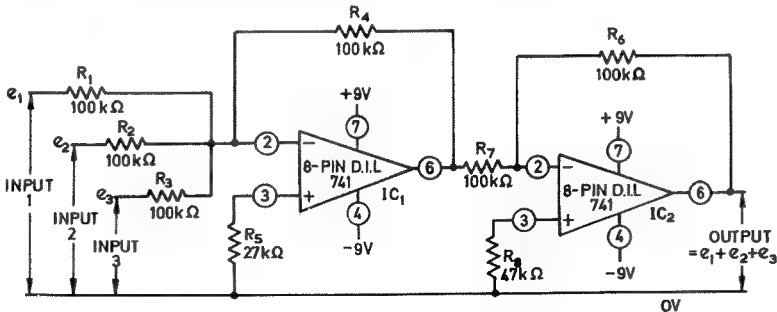 R4
100kΩ
R6
100kΩ
R1
100kΩ
e1
+9V
7
+9V
7
R2
100kΩ
e2
2
−
8-PIN D.I.L
741
6
R7
100kΩ
2
−
8-PIN D.I.L
741
6
R3
100kΩ
e3
INPUT
1
INPUT
2
INPUT
3
3
+
IC1
4
-9V
3
+
IC2
4
-9V
R5
27kΩ
R8
47kΩ
OUTPUT
=e1+e2+e3
0V